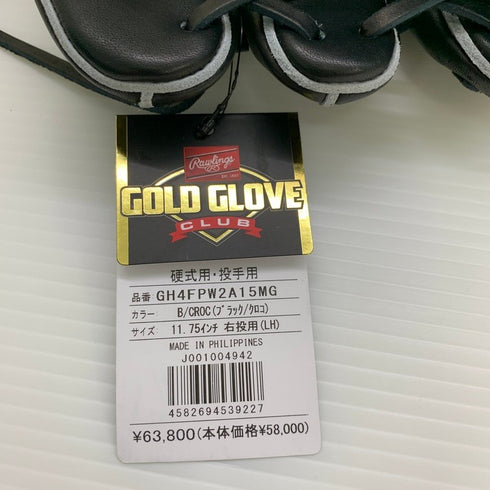 Rawlings
GOLD GLOVE
CLUB
硬式用・投手用
品番 GH4FPW2A15MG
カラー B/CROC(ブラック/クロコ)
サイズ 11.75インチ 右投用(LH)
MADE IN PHILIPPINES
J001004942
4582694539227
¥63,800(本体価格¥58,000)